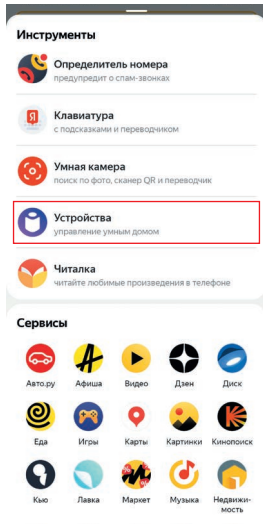 Инструменты
Определитель номера
предупредит о спам-звонках
Я
Клавиатура
с подсказками и переводчиком
Умная камера
поиск по фото, сканер QR и переводчик
Устройства
управление умным домом
Читалка
читайте любимые произведения в телефоне
Сервисы
Авто.ру Афиша Видео Дзен Диск
Еда Игры Карты Картинки Кинопоиск
Кью Лавка Маркет Музыка Недвижи-
мость